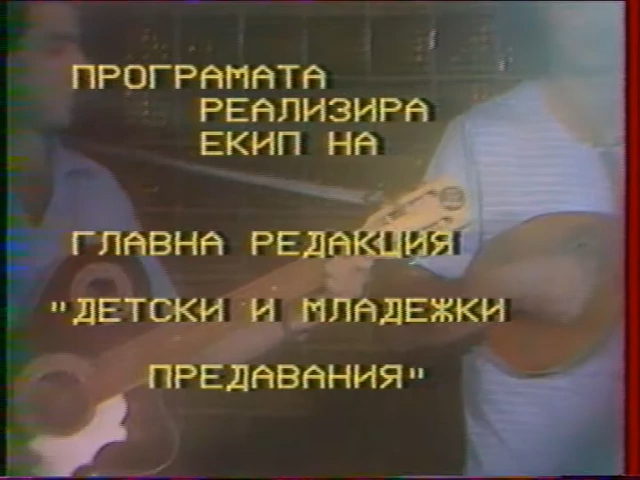 ПРОГРАМАТА
РЕАЛИЗИРА
ЕКИП НА
ГЛАВНА РЕДАКЦИЯ
"ДЕТСКИ И МЛАДЕЖКИ
ПРЕДАВАНИЯ"